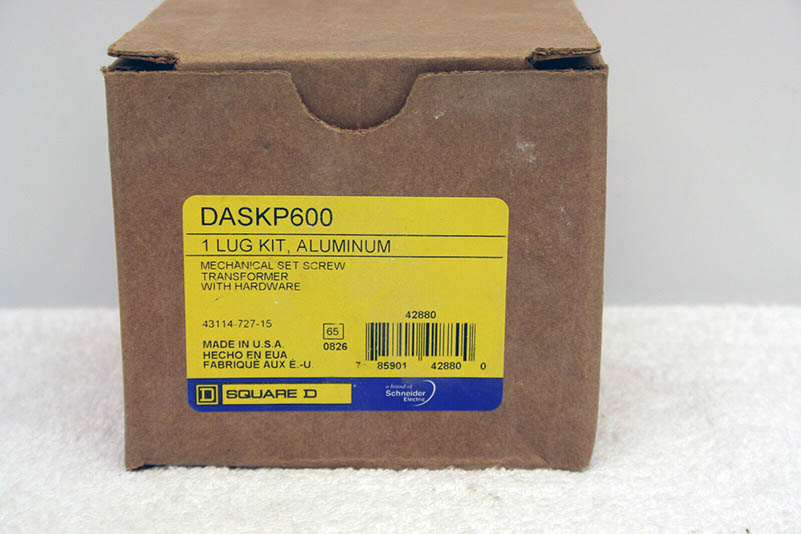 DASKP600
1 LUG KIT, ALUMINUM
MECHANICAL SET SCREW
TRANSFORMER
WITH HARDWARE
43114-727-15
65
0826
42880
MADE IN U.S.A.
HECHO EN EUA
FABRIQUÉ AUX É.-U
7 85901 42880 0
D SQUARE D
a brand of
Schneider
Electric